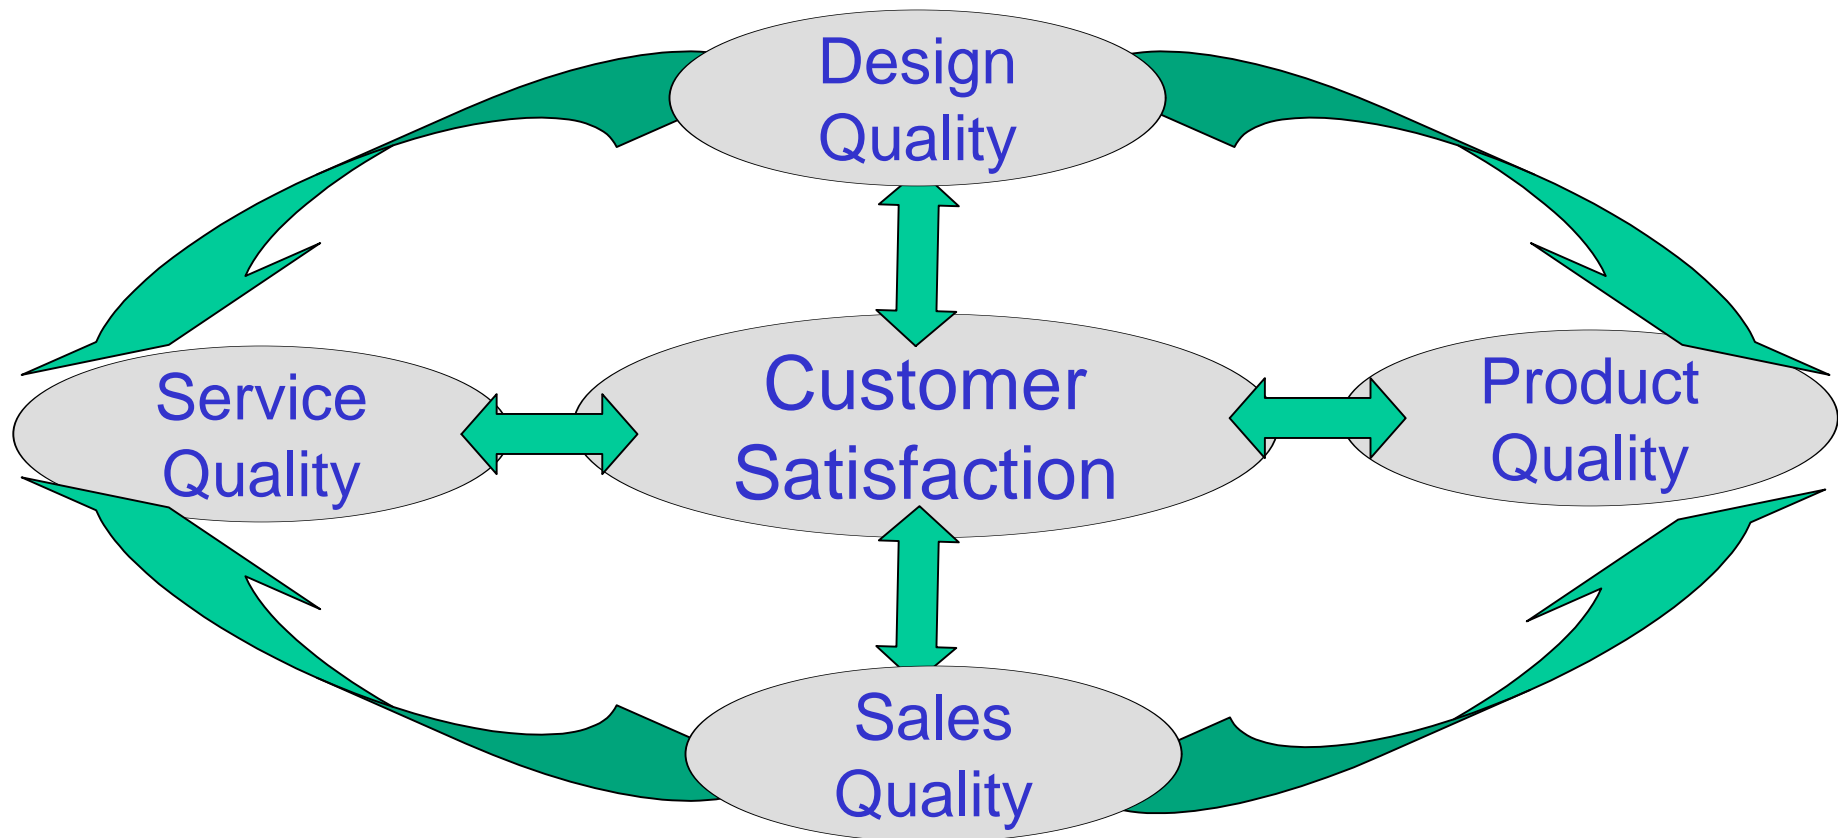 Design
Quality
Service
Quality
Customer
Satisfaction
Product
Quality
Sales
Quality